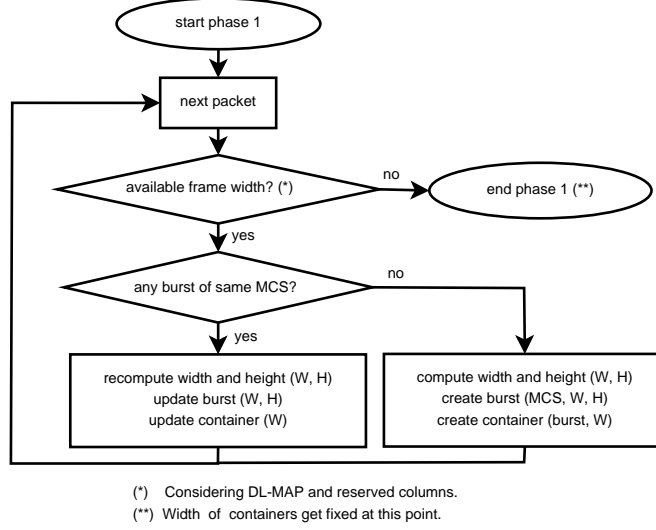 start phase 1
next packet
available frame width? (*)
no
end phase 1 (**)
yes
any burst of same MCS?
no
yes
recompute width and height (W, H)
update burst (W, H)
update container (W)
compute width and height (W, H)
create burst (MCS, W, H)
create container (burst, W)
(*) Considering DL-MAP and reserved columns.
(**) Width of containers get fixed at this point.